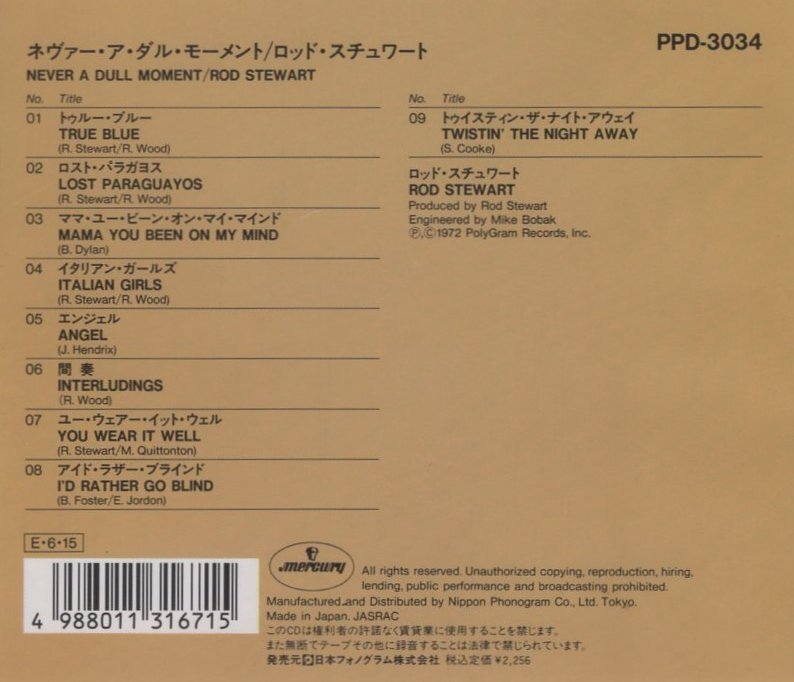 ネヴァー・ア・ダル・モーメント/ロッド・スチュワート
NEVER A DULL MOMENT/ROD STEWART
PPD-3034
No. Title
01 トゥルー・ブルー
TRUE BLUE
(R. Stewart/R. Wood)
02 ロスト・パラガヨス
LOST PARAGUAYOS
(R. Stewart/R. Wood)
03 ママ・ユー・ビーン・オン・マイ・マインド
MAMA YOU BEEN ON MY MIND
(B. Dylan)
04 イタリアン・ガールズ
ITALIAN GIRLS
(R. Stewart/R. Wood)
05 エンジェル
ANGEL
(J. Hendrix)
06 間奏
INTERLUDINGS
(R. Wood)
07 ユー・ウェアー・イット・ウェル
YOU WEAR IT WELL
(R. Stewart/M. Quittonton)
08 アイド・ラザー・ブラインド
I'D RATHER GO BLIND
(B. Foster/E. Jordon)
No. Title
09 トゥイスティン・ザ・ナイト・アウェイ
TWISTIN' THE NIGHT AWAY
(S. Cooke)
ロッド・スチュワート
ROD STEWART
Produced by Rod Stewart
Engineered by Mike Bobak
Ⓟ,Ⓒ1972 PolyGram Records, Inc.
E・6・15
4 988011 316715
mercury
All rights reserved. Unauthorized copying, reproduction, hiring,
lending, public performance and broadcasting prohibited.
Manufactured and Distributed by Nippon Phonogram Co., Ltd. Tokyo.
Made in Japan. JASRAC
このCDは権利者の許諾なく賃貸業に使用することを禁じます。
また無断でテープその他に録音することは法律で禁じられています。
発売元 日本フォノグラム株式会社 税込定価¥2,256